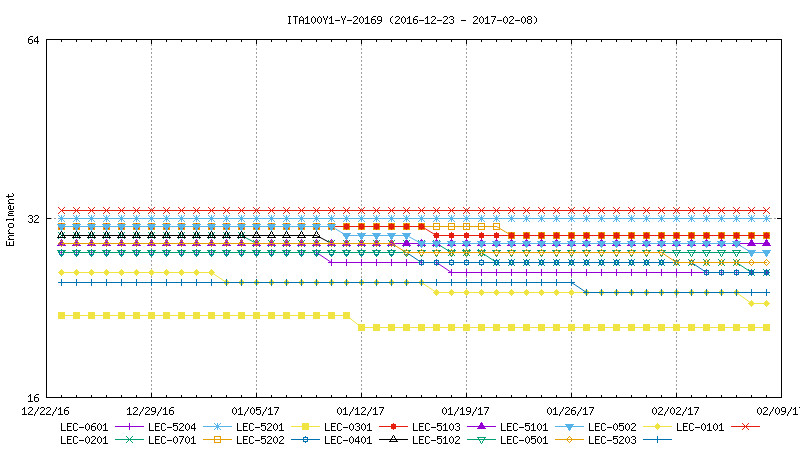 ITA100Y1-Y-20169 (2016-12-23 - 2017-02-08)
64
Enrolment
32
16
12/22/16 12/29/16 01/05/17 01/12/17 01/19/17 01/26/17 02/02/17 02/09/17
LEC-0601 LEC-5204 LEC-5201 LEC-0301 LEC-5103 LEC-5101 LEC-0502 LEC-0101
LEC-0201 LEC-0701 LEC-5202 LEC-0401 LEC-5102 LEC-0501 LEC-5203